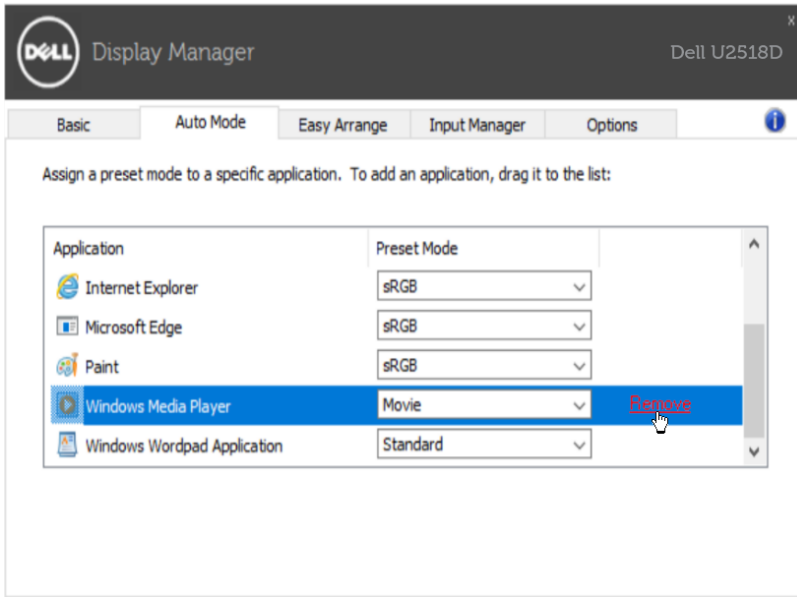 X
DELL Display Manager Dell U2518D
Basic Auto Mode Easy Arrange Input Manager Options i
Assign a preset mode to a specific application. To add an application, drag it to the list:
Application Preset Mode
Internet Explorer sRGB
Microsoft Edge sRGB
Paint sRGB
Windows Media Player Movie Remove
Windows Wordpad Application Standard